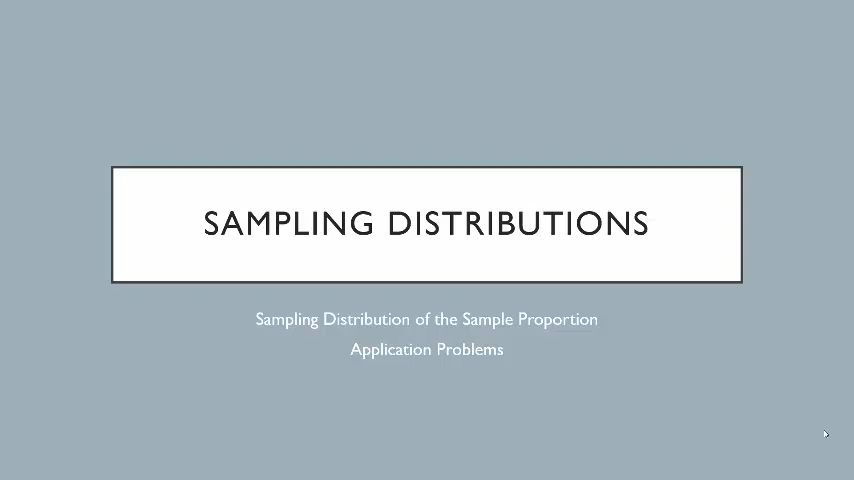 SAMPLING DISTRIBUTIONS
Sampling Distribution of the Sample Proportion
Application Problems